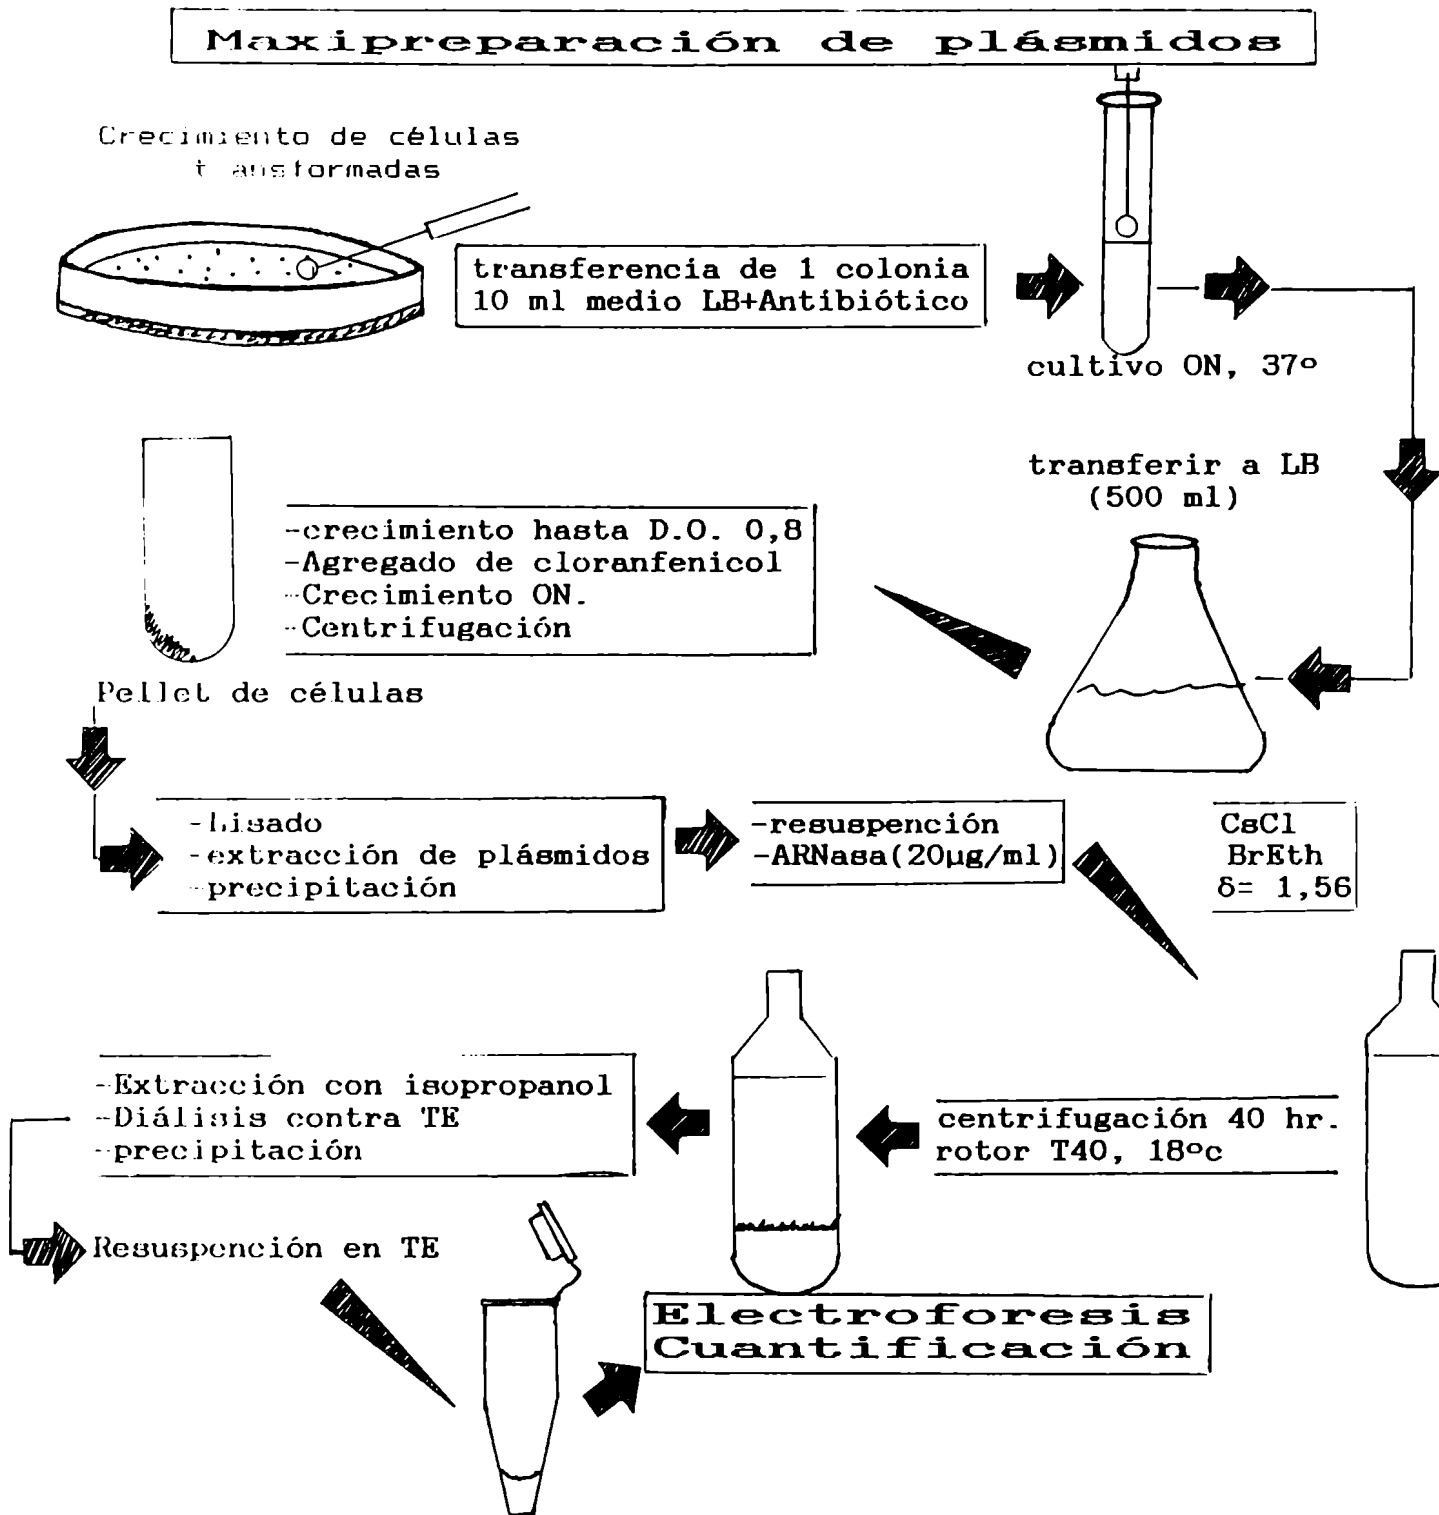 Maxipreparación de plásmidos
Crecimiento de células
t ansformadas
transferencia de 1 colonia
10 ml medio LB+Antibiótico
cultivo ON, 37º
transferir a LB
(500 ml)
-crecimiento hasta D.O. 0,8
-Agregado de cloranfenicol
-Crecimiento ON.
-Centrifugación
Pellet de células
-Lisado
-extracción de plásmidos
-precipitación
-resuspención
-ARNasa(20µg/ml)
CsCl
BrEth
δ= 1,56
centrifugación 40 hr.
rotor T40, 18ºc
-Extracción con isopropanol
-Diálisis contra TE
-precipitación
Resuspención en TE
Electroforesis
Cuantificación